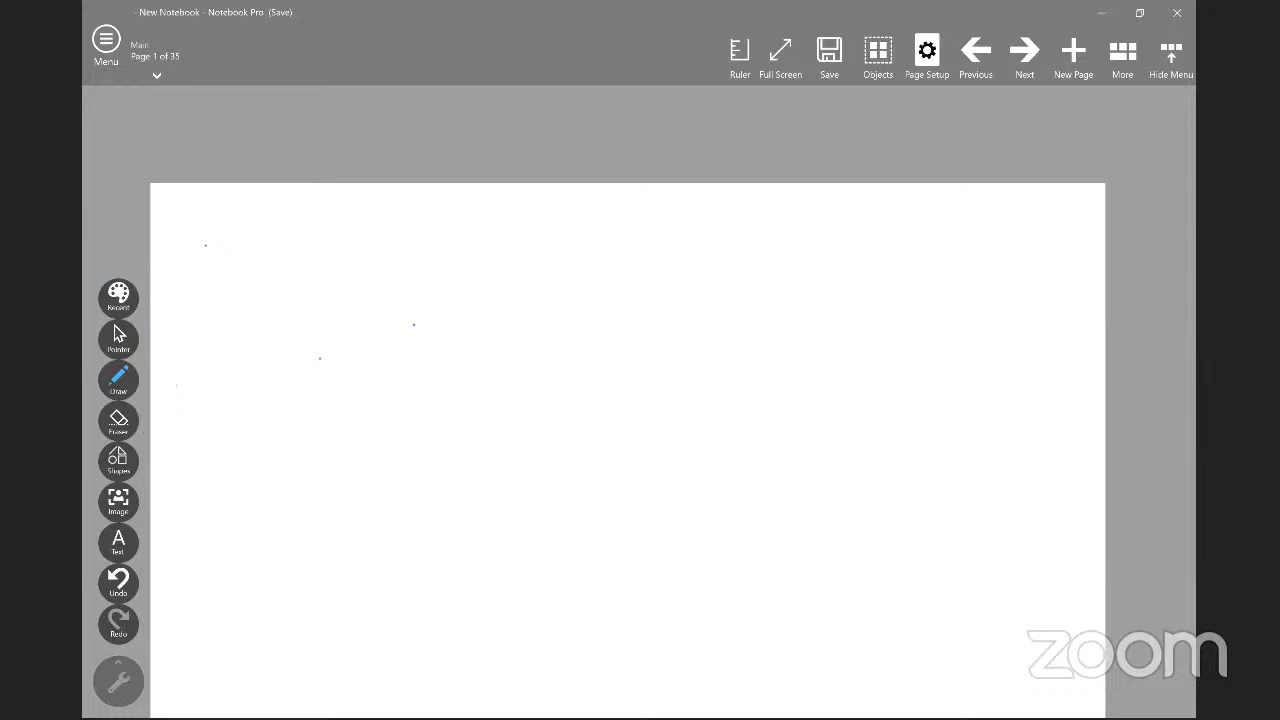 - New Notebook - Notebook Pro (Save)
Menu
Main
Page 1 of 35
Ruler
Full Screen
Save
Objects
Page Setup
Previous
Next
New Page
More
Hide Menu
Recent
Pointer
Draw
Eraser
Shapes
Image
A
Text
Undo
Redo
zoom